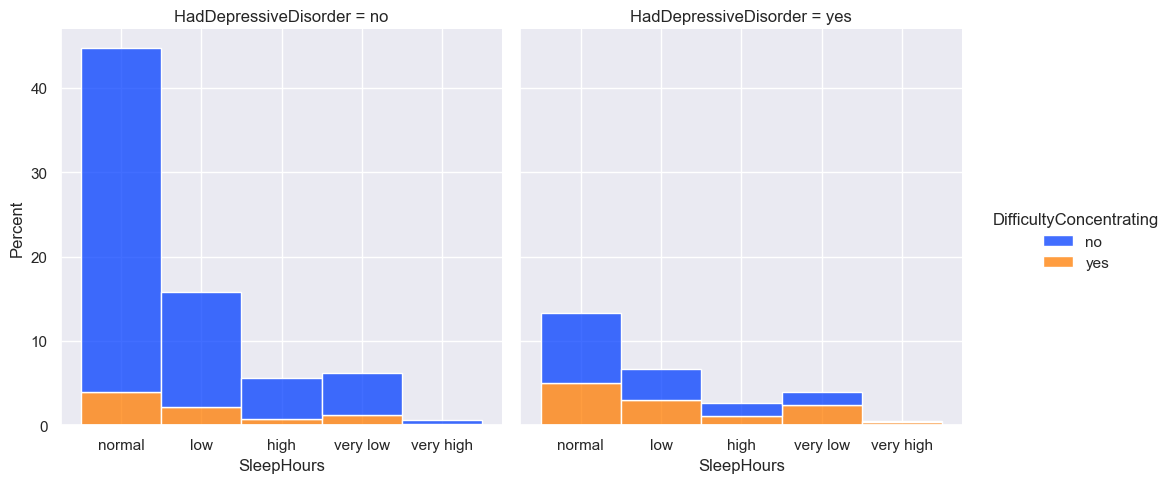 HadDepressiveDisorder = no
HadDepressiveDisorder = yes
Percent
40
30
20
10
0
normal low high very low very high
SleepHours
normal low high very low very high
SleepHours
DifficultyConcentrating
no
yes